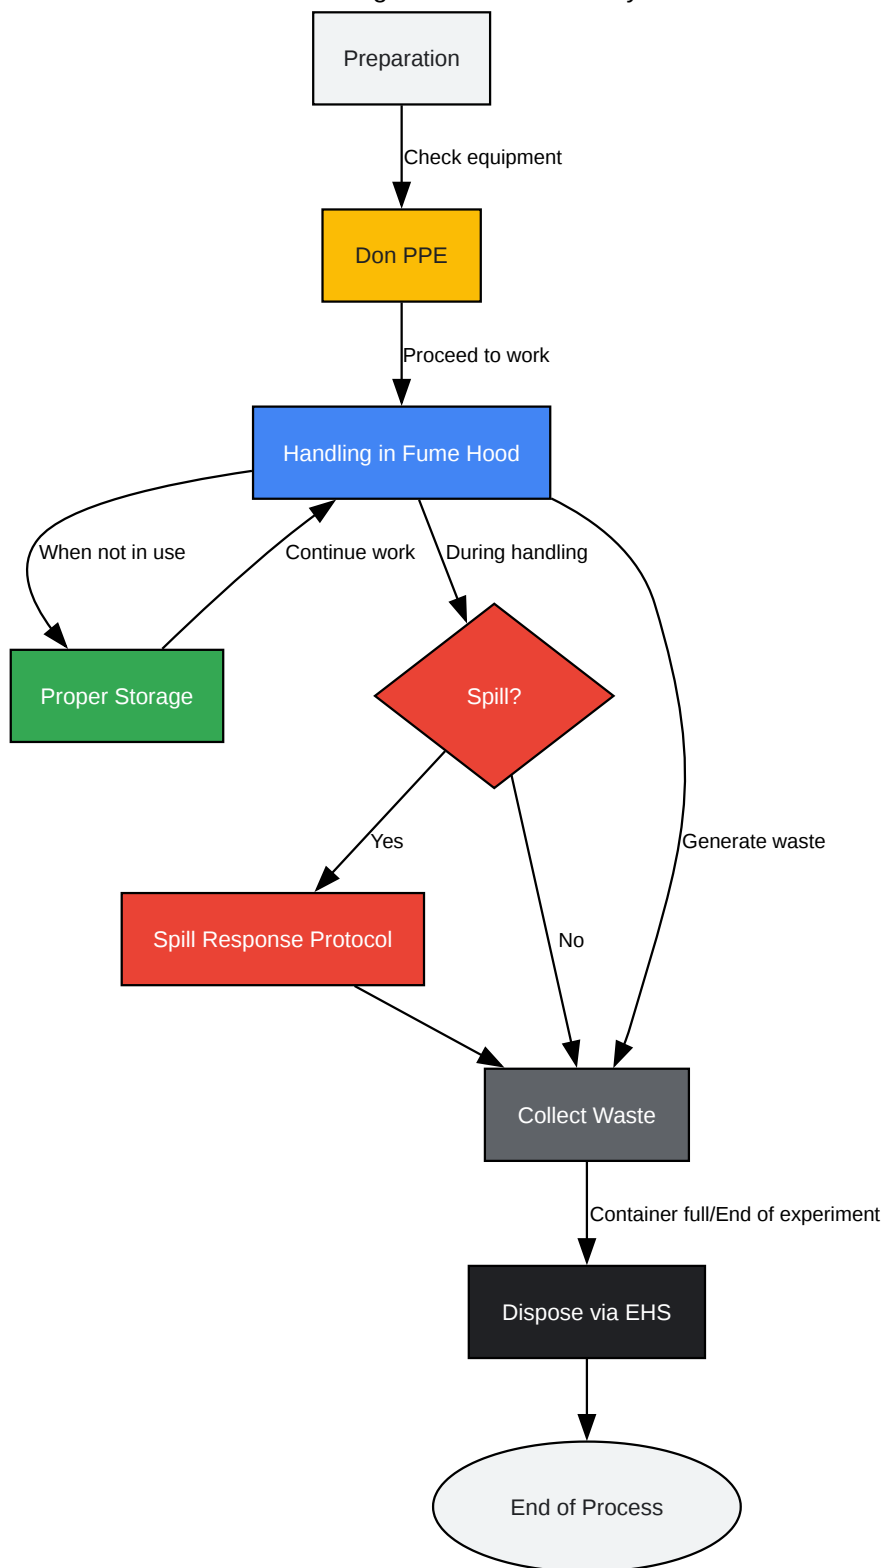 Preparation
Check equipment
Don PPE
Proceed to work
Handling in Fume Hood
When not in use
Continue work
During handling
Proper Storage
Spill?
Yes
Generate waste
Spill Response Protocol
No
Collect Waste
Container full/End of experiment
Dispose via EHS
End of Process